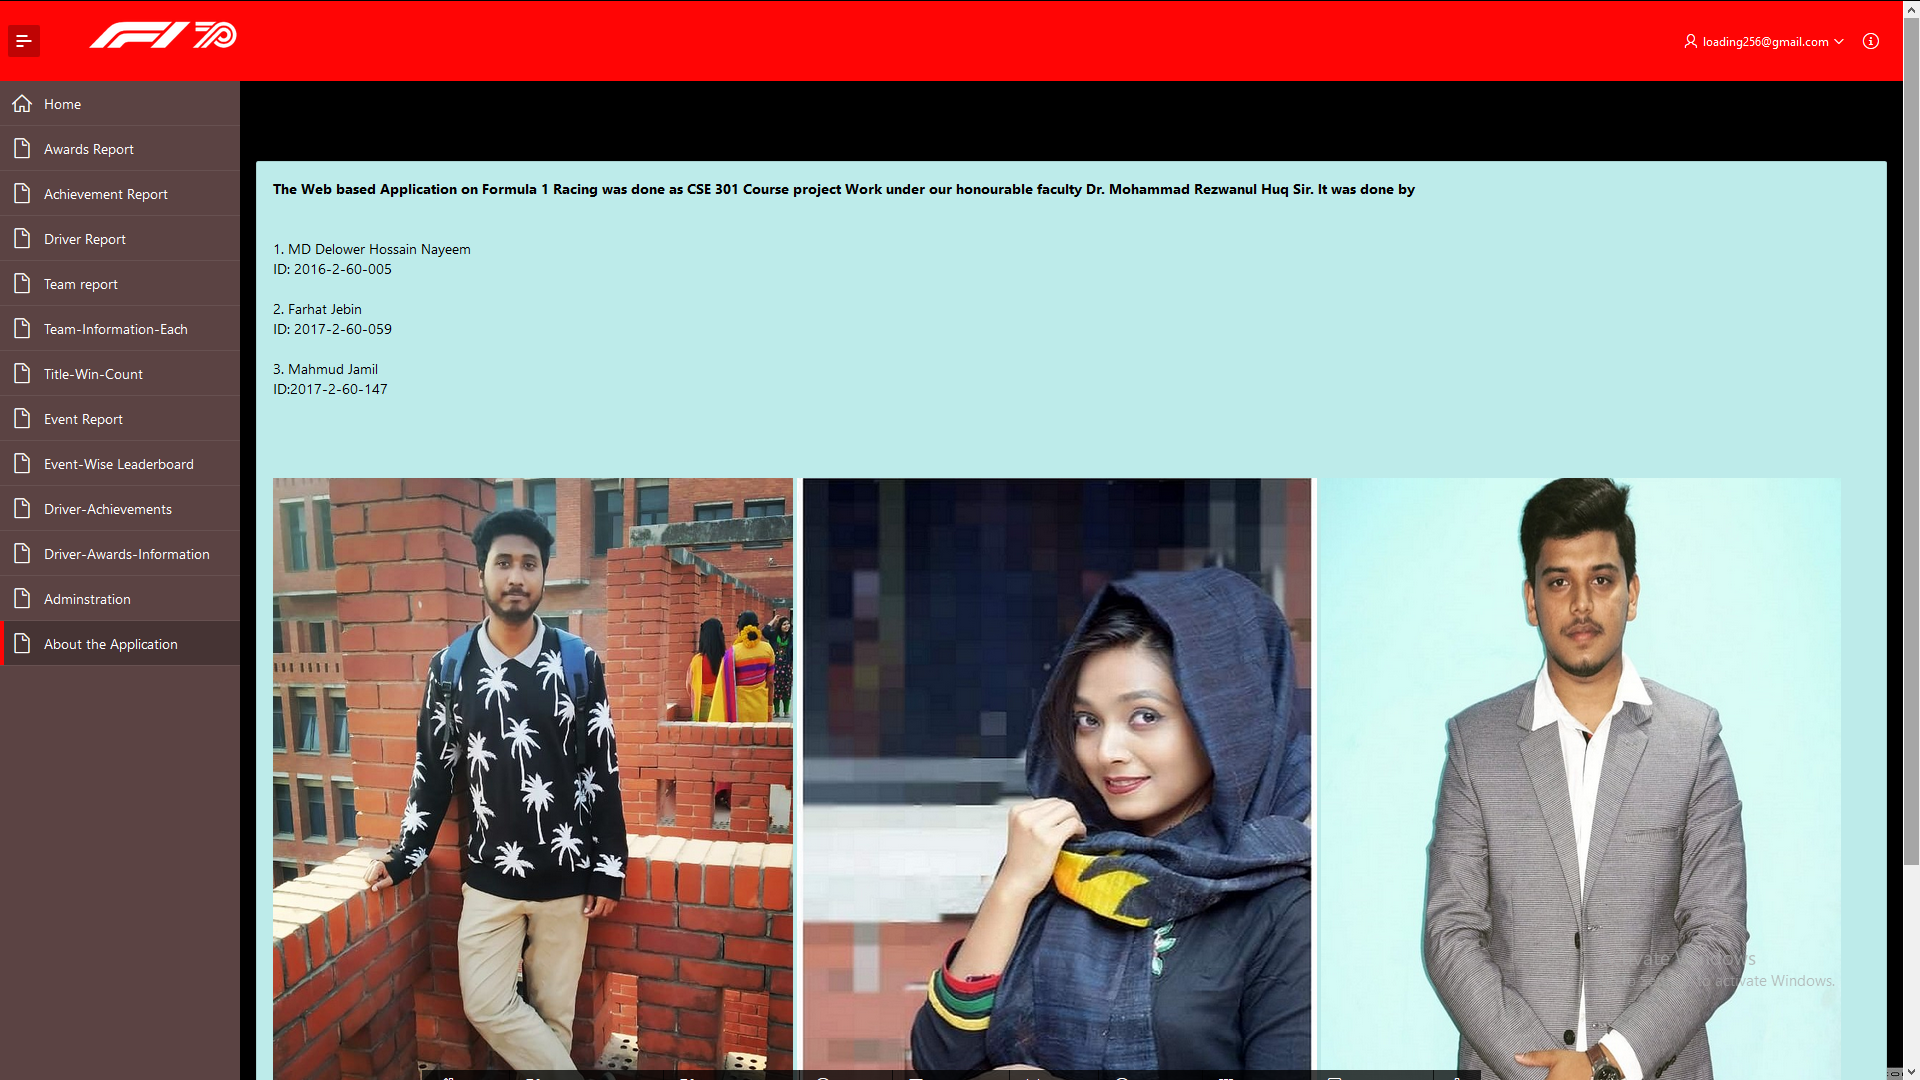 F1 70
loading256@gmail.com
Home
Awards Report
Achievement Report
Driver Report
Team report
Team-Information-Each
Title-Win-Count
Event Report
Event-Wise Leaderboard
Driver-Achievements
Driver-Awards-Information
Adminstration
About the Application
The Web based Application on Formula 1 Racing was done as CSE 301 Course project Work under our honourable faculty Dr. Mohammad Rezwanul Huq Sir. It was done by
1. MD Delower Hossain Nayeem
ID: 2016-2-60-005
2. Farhat Jebin
ID: 2017-2-60-059
3. Mahmud Jamil
ID:2017-2-60-147
Windows
to activate Windows.